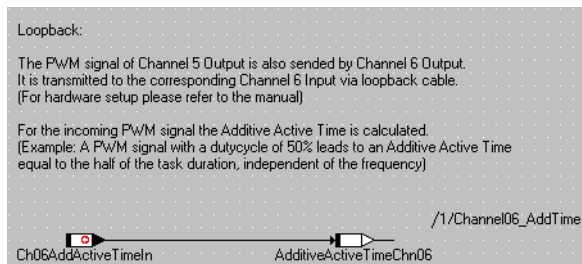 Loopback:
The PWM signal of Channel 5 Output is also sended by Channel 6 Output.
It is transmitted to the corresponding Channel 6 Input via loopback cable.
(For hardware setup please refer to the manual)
For the incoming PWM signal the Additive Active Time is calculated.
(Example: A PWM signal with a dutycycle of 50% leads to an Additive Active Time
equal to the half of the task duration, independent of the frequency)
/1/Channel06_AddTime
Ch06AddActiveTimeIn AdditiveActiveTimeChn06